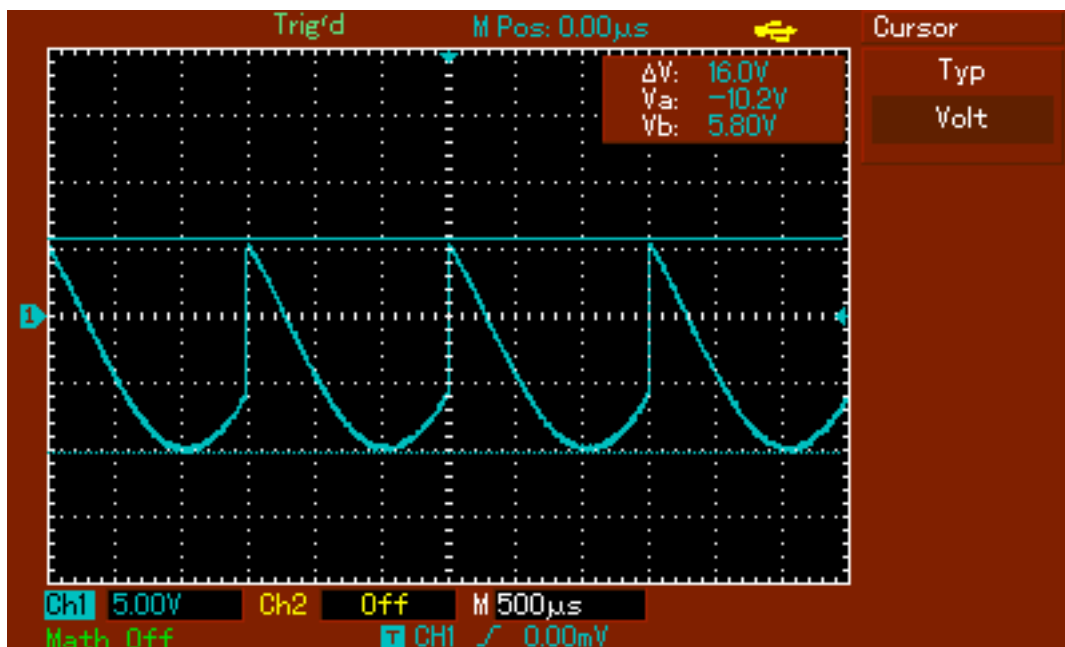 Trig'd M Pos: 0.00μs Cursor
ΔV: 16.0V
Va: -10.2V
Vb: 5.80V
Typ
Volt
1
Ch1 5.00V Ch2 Off M 500μs
Math Off T CH1 0.00mV